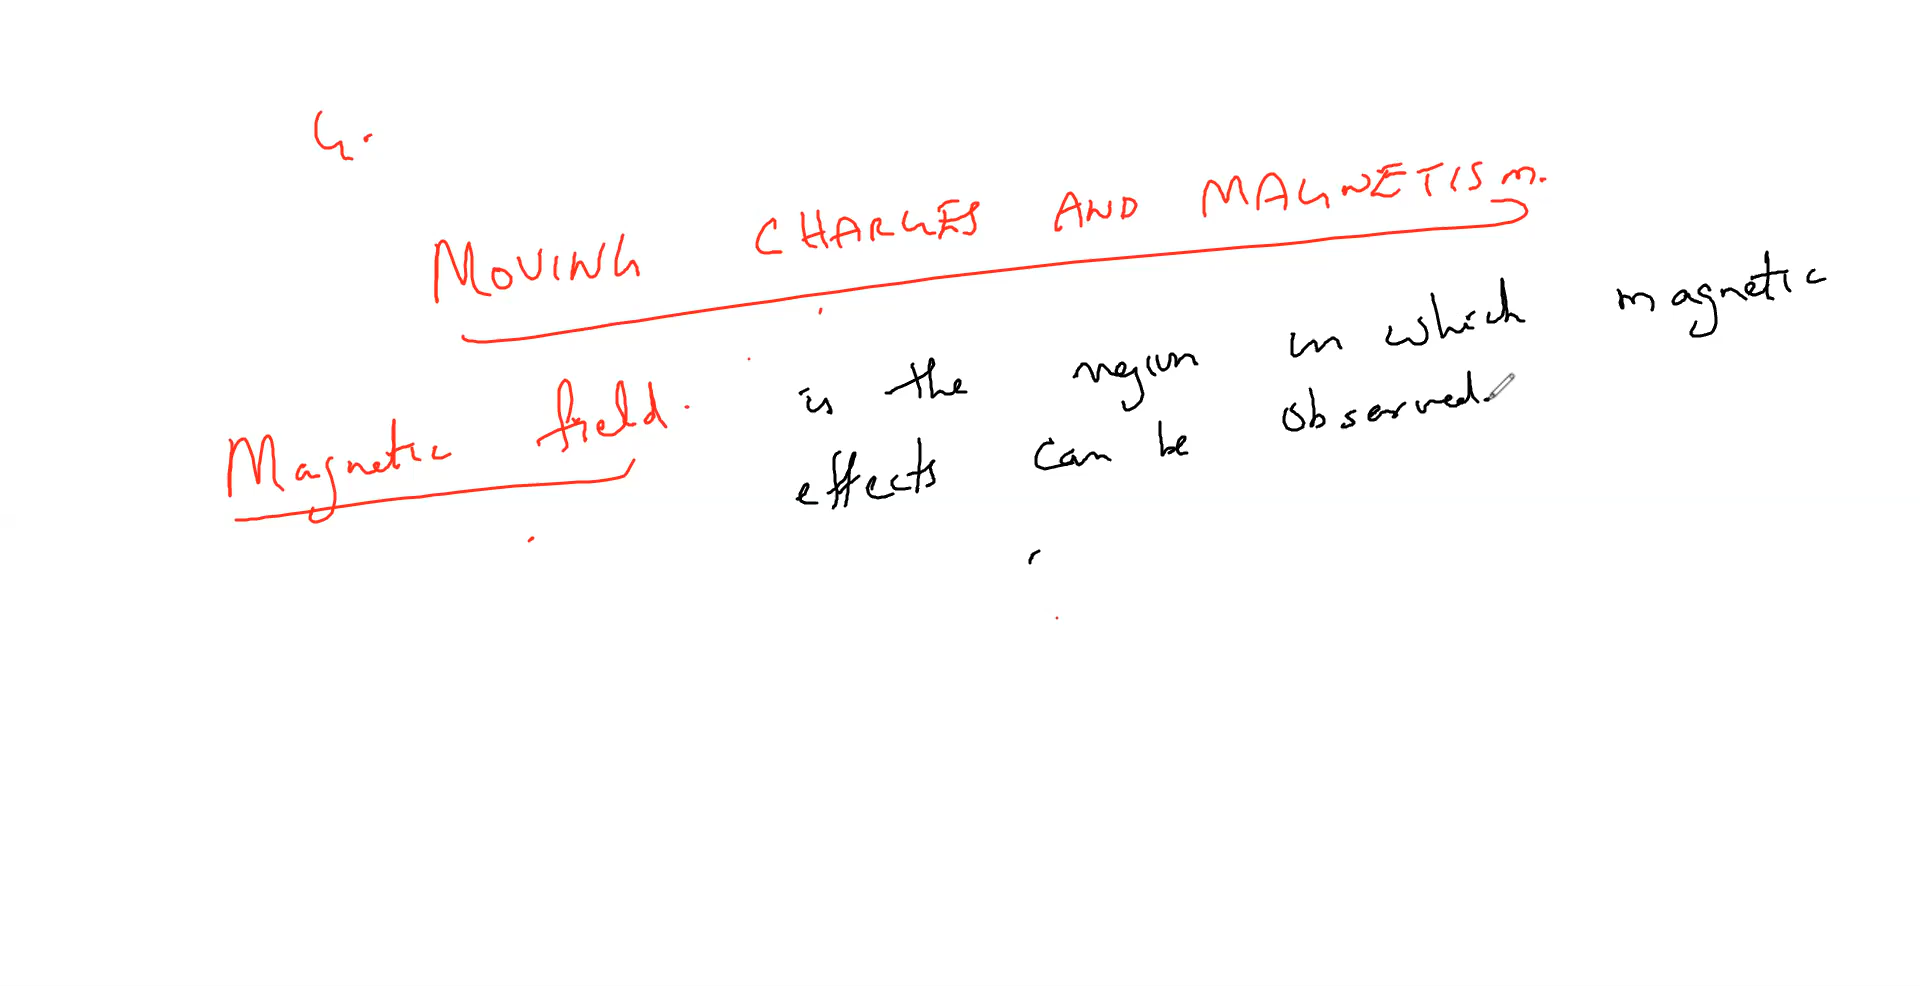 4.
MOVING CHARGES AND MAGNETISm.
Magnetic field. is the region in which magnetic
effects can be observed.